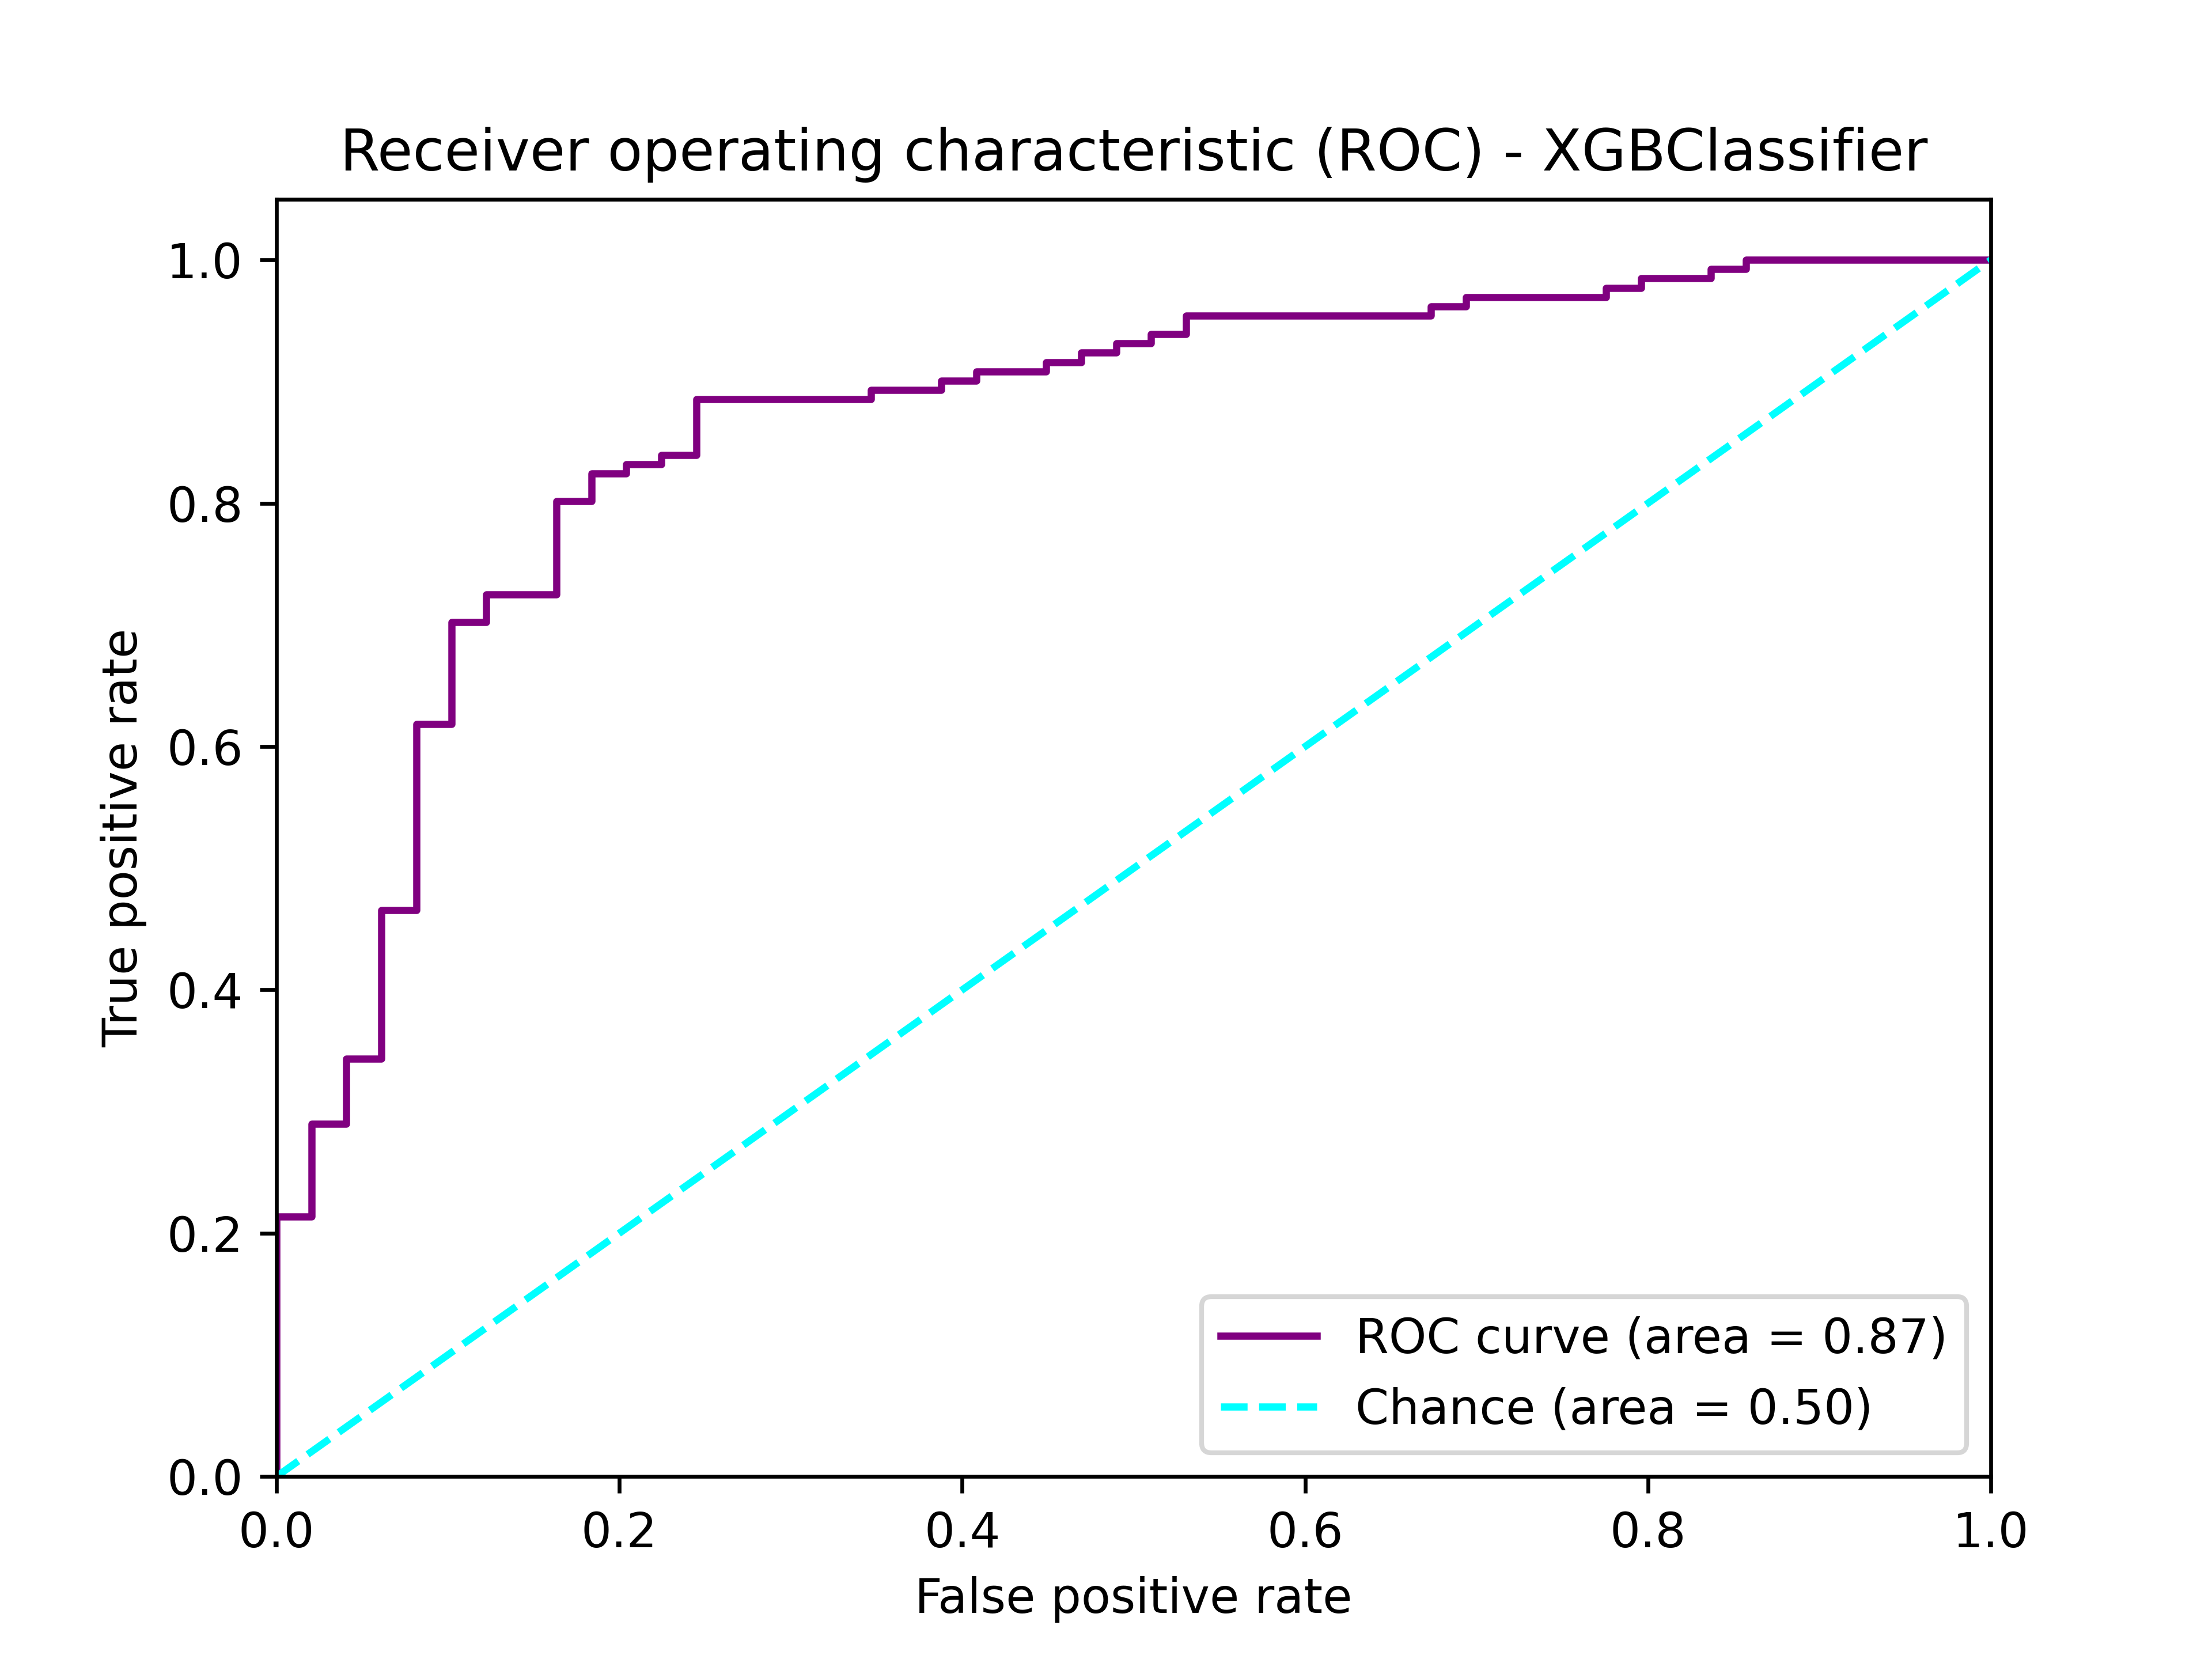 Receiver operating characteristic (ROC) - XGBClassifier
True positive rate
1.0
0.8
0.6
0.4
0.2
0.0
0.0 0.2 0.4 0.6 0.8 1.0
False positive rate
ROC curve (area = 0.87)
Chance (area = 0.50)